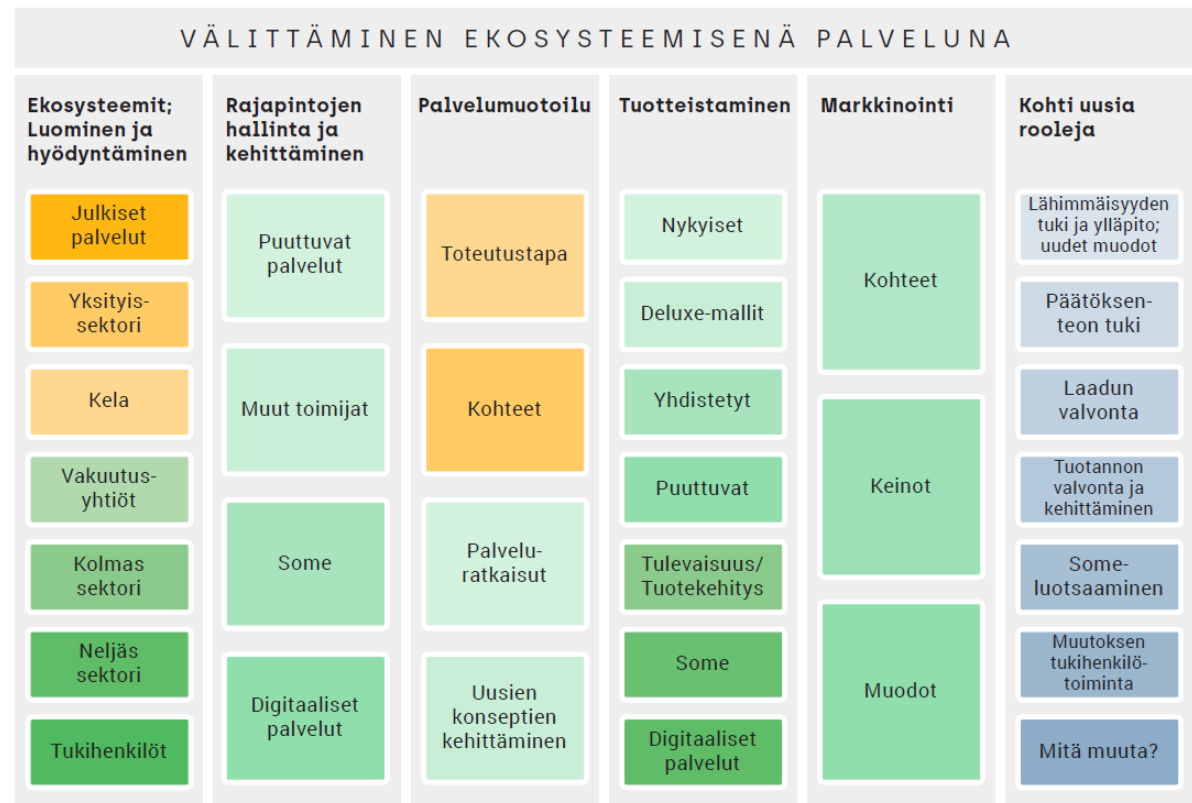 VÄLITTÄMINEN EKOSYSTEEMISENÄ PALVELUNA
Ekosysteemit;
Luominen ja
hyödyntäminen
Julkiset
palvelut
Yksityis-
sektori
Kela
Vakuutus-
yhtiöt
Kolmas
sektori
Neljäs
sektori
Tukihenkilöt
Rajapintojen
hallinta ja
kehittäminen
Puuttuvat
palvelut
Muut toimijat
Some
Digitaaliset
palvelut
Palvelumuotoilu
Toteutustapa
Kohteet
Palvelu-
ratkaisut
Uusien
konseptien
kehittäminen
Tuotteistaminen
Nykyiset
Deluxe-mallit
Yhdistetyt
Puuttuvat
Tulevaisuus/
Tuotekehitys
Some
Digitaaliset
palvelut
Markkinointi
Kohteet
Keinot
Muodot
Kohti uusia
rooleja
Lähimmäisyyden
tuki ja ylläpito;
uudet muodot
Päätöksen-
teon tuki
Laadun
valvonta
Tuotannon
valvonta ja
kehittäminen
Some-
luotsaaminen
Muutoksen
tukihenkilö-
toiminta
Mitä muuta?